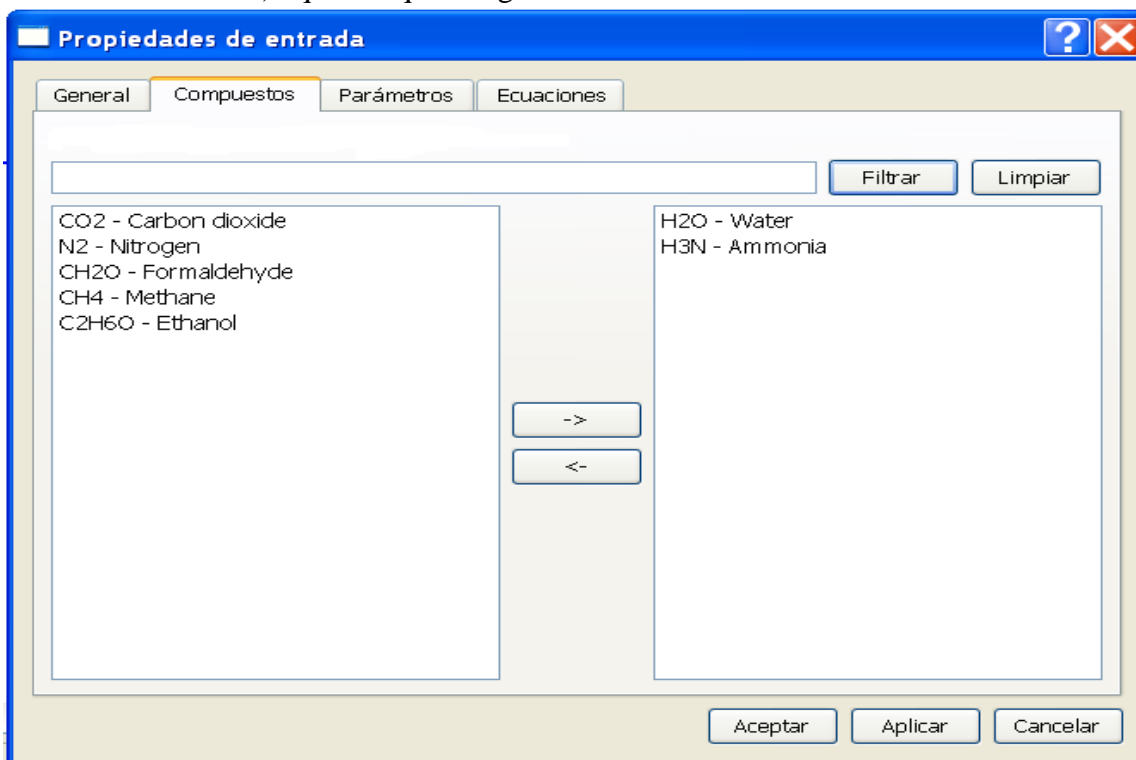 Propiedades de entrada
General Compuestos Parámetros Ecuaciones
Filtrar Limpiar
CO2 - Carbon dioxide
N2 - Nitrogen
CH2O - Formaldehyde
CH4 - Methane
C2H6O - Ethanol
->
<-
H2O - Water
H3N - Ammonia
Aceptar Aplicar Cancelar